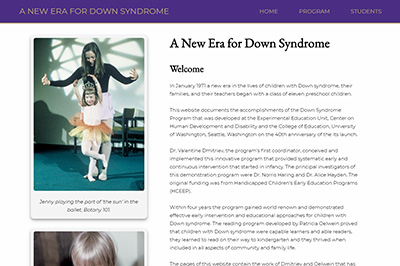 A NEW ERA FOR DOWN SYNDROME
HOME
PROGRAM
STUDENTS
Jenny playing the part of 'the sun' in the
ballet, Botany 101.
A New Era for Down Syndrome
Welcome
In January 1971 a new era in the lives of children with Down syndrome, their
families, and their teachers began with a class of eleven preschool children.
This website documents the accomplishments of the Down Syndrome
Program that was developed at the Experimental Education Unit, Center on
Human Development and Disability and the College of Education, University
of Washington, Seattle, Washington on the 40th anniversary of the its launch.
Dr. Valentine Dmitriev, the program's first coordinator, conceived and
implemented this innovative program that provided systematic early and
continuous intervention that started in infancy. The principal investigators of
this demonstration program were Dr. Norris Haring and Dr. Alice Hayden. The
original funding was from Handicapped Children's Early Education Programs
(HCEEP).
Within four years the program gained world renown and demonstrated
effective early intervention and educational approaches for children with
Down syndrome. The reading program developed by Patricia Oelwein proved
that children with Down syndrome were capable learners and able readers,
they learned to read on their way to kindergarten and they thrived when
included in all aspects of community and family life.
The pages of this website contain the work of Dmitriev and Oelwein that has